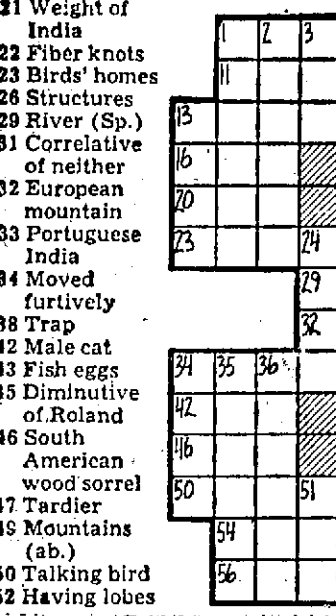 21 Weight of
India
22 Fiber knots
23 Birds' homes
26 Structures
29 River (Sp.)
31 Correlative
of neither
32 European
mountain
33 Portuguese
India
34 Moved
furtively
38 Trap
42 Male cat
43 Fish eggs
45 Diminutive
of Roland
46 South
American
wood sorrel
47 Tardier
49 Mountains
(ab.)
50 Talking bird
52 Having lobes
1 2 3
11
13
16
20
23 24
29
32
34 35 36
42
46
50 51
54
56